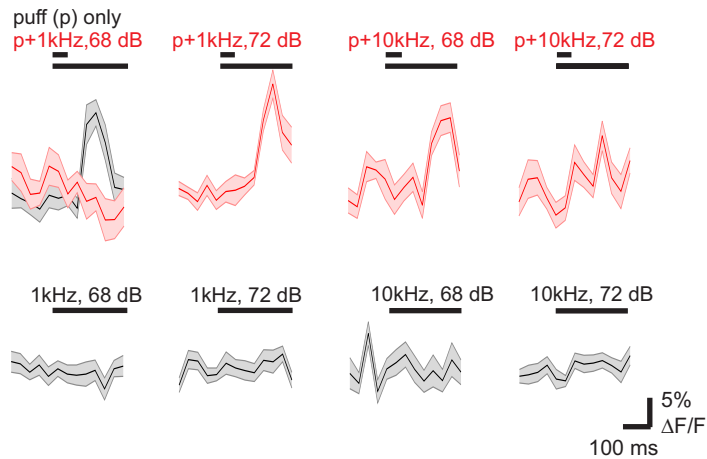 puff (p) only
p+1kHz,68 dB
p+1kHz,72 dB
p+10kHz, 68 dB
p+10kHz,72 dB
1kHz, 68 dB
1kHz, 72 dB
10kHz, 68 dB
10kHz, 72 dB
5%
ΔF/F
100 ms